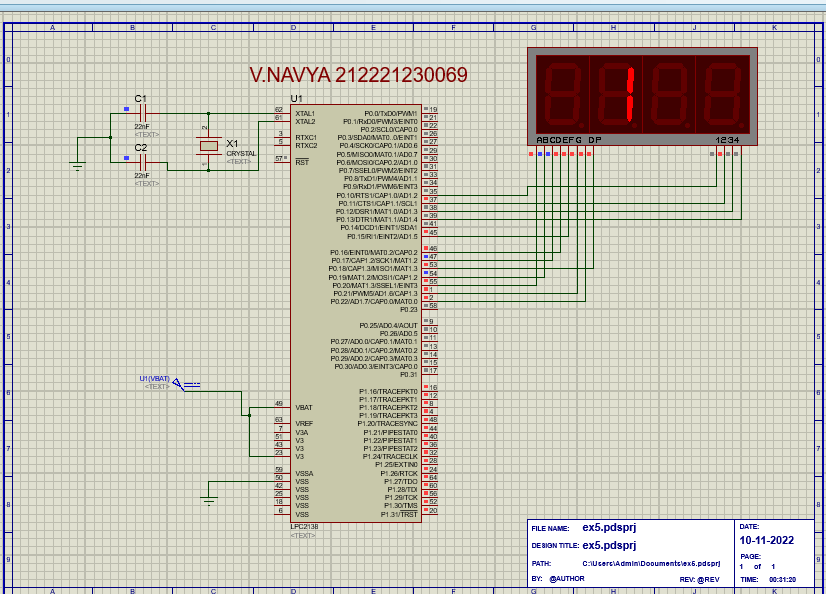 A B C D E F G H J K
V.NAVYA 212221230069
U1
C1
22nF
<TEXT>
C2
22nF
<TEXT>
X1
CRYSTAL
<TEXT>
62 XTAL1
61 XTAL2
3 RTXC1
5 RTXC2
57 RST
U1(VBAT)
<TEXT>
49 VBAT
63 VREF
7 V3A
51 V3
43 V3
23 V3
59 VSSA
50 VSS
42 VSS
25 VSS
18 VSS
6 VSS
P0.0/TxD0/PWM1 19
P0.1/RxD0/PWM3/EINT0 21
P0.2/SCL0/CAP0.0 22
P0.3/SDA0/MAT0.0/EINT1 26
P0.4/SCK0/CAP0.1/AD0.6 27
P0.5/MISO0/MAT0.1/AD0.7 29
P0.6/MOSI0/CAP0.2/AD1.0 30
P0.7/SSEL0/PWM2/EINT2 31
P0.8/TxD1/PWM4/AD1.1 33
P0.9/RxD1/PWM6/EINT3 34
P0.10/RTS1/CAP1.0/AD1.2 35
P0.11/CTS1/CAP1.1/SCL1 37
P0.12/DSR1/MAT1.0/AD1.3 38
P0.13/DTR1/MAT1.1/AD1.4 39
P0.14/DCD1/EINT1/SDA1 41
P0.15/RI1/EINT2/AD1.5 45
P0.16/EINT0/MAT0.2/CAP0.2 46
P0.17/CAP1.2/SCK1/MAT1.2 47
P0.18/CAP1.3/MISO1/MAT1.3 53
P0.19/MAT1.2/MOSI1/CAP1.2 54
P0.20/MAT1.3/SSEL1/EINT3 55
P0.21/PWM5/AD1.6/CAP1.3 1
P0.22/AD1.7/CAP0.0/MAT0.0 2
P0.23 58
P0.25/AD0.4/AOUT 9
P0.26/AD0.5 10
P0.27/AD0.0/CAP0.1/MAT0.1 11
P0.28/AD0.1/CAP0.2/MAT0.2 13
P0.29/AD0.2/CAP0.3/MAT0.3 14
P0.30/AD0.3/EINT3/CAP0.0 15
P0.31 17
P1.16/TRACEPKT0 16
P1.17/TRACEPKT1 12
P1.18/TRACEPKT2 8
P1.19/TRACEPKT3 4
P1.20/TRACESYNC 48
P1.21/PIPESTAT0 44
P1.22/PIPESTAT1 40
P1.23/PIPESTAT2 36
P1.24/TRACECLK 32
P1.25/EXTIN0 28
P1.26/RTCK 24
P1.27/TDO 64
P1.28/TDI 60
P1.29/TCK 56
P1.30/TMS 52
P1.31/TRST 20
LPC2138
<TEXT>
ABCDEFG DP 1234
FILE NAME: ex5.pdsprj
DESIGN TITLE: ex5.pdsprj
PATH: C:\Users\Admin\Documents\ex5.pdsprj
BY: @AUTHOR REV: @REV
DATE:
10-11-2022
PAGE:
1 of 1
TIME: 00:31:20
A B C D E F